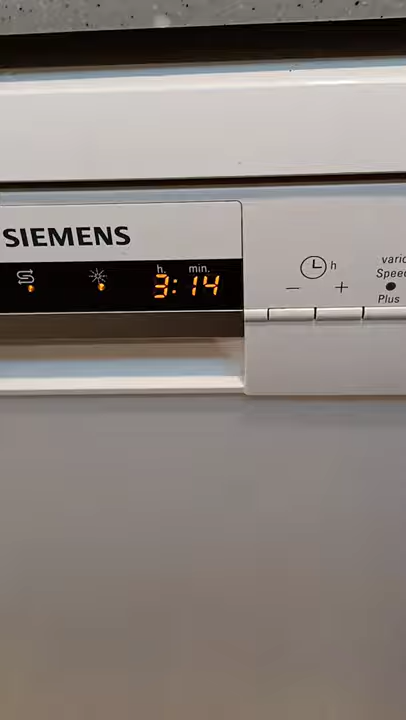 SIEMENS
h. min.
3:14
h
− +
vario
Speed
Plus